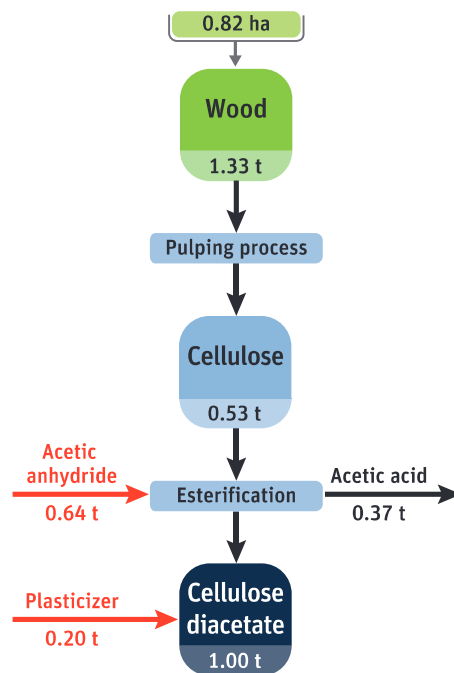 0.82 ha
Wood
1.33 t
Pulping process
Cellulose
0.53 t
Acetic
anhydride
0.64 t
Esterification
Acetic acid
0.37 t
Plasticizer
0.20 t
Cellulose
diacetate
1.00 t